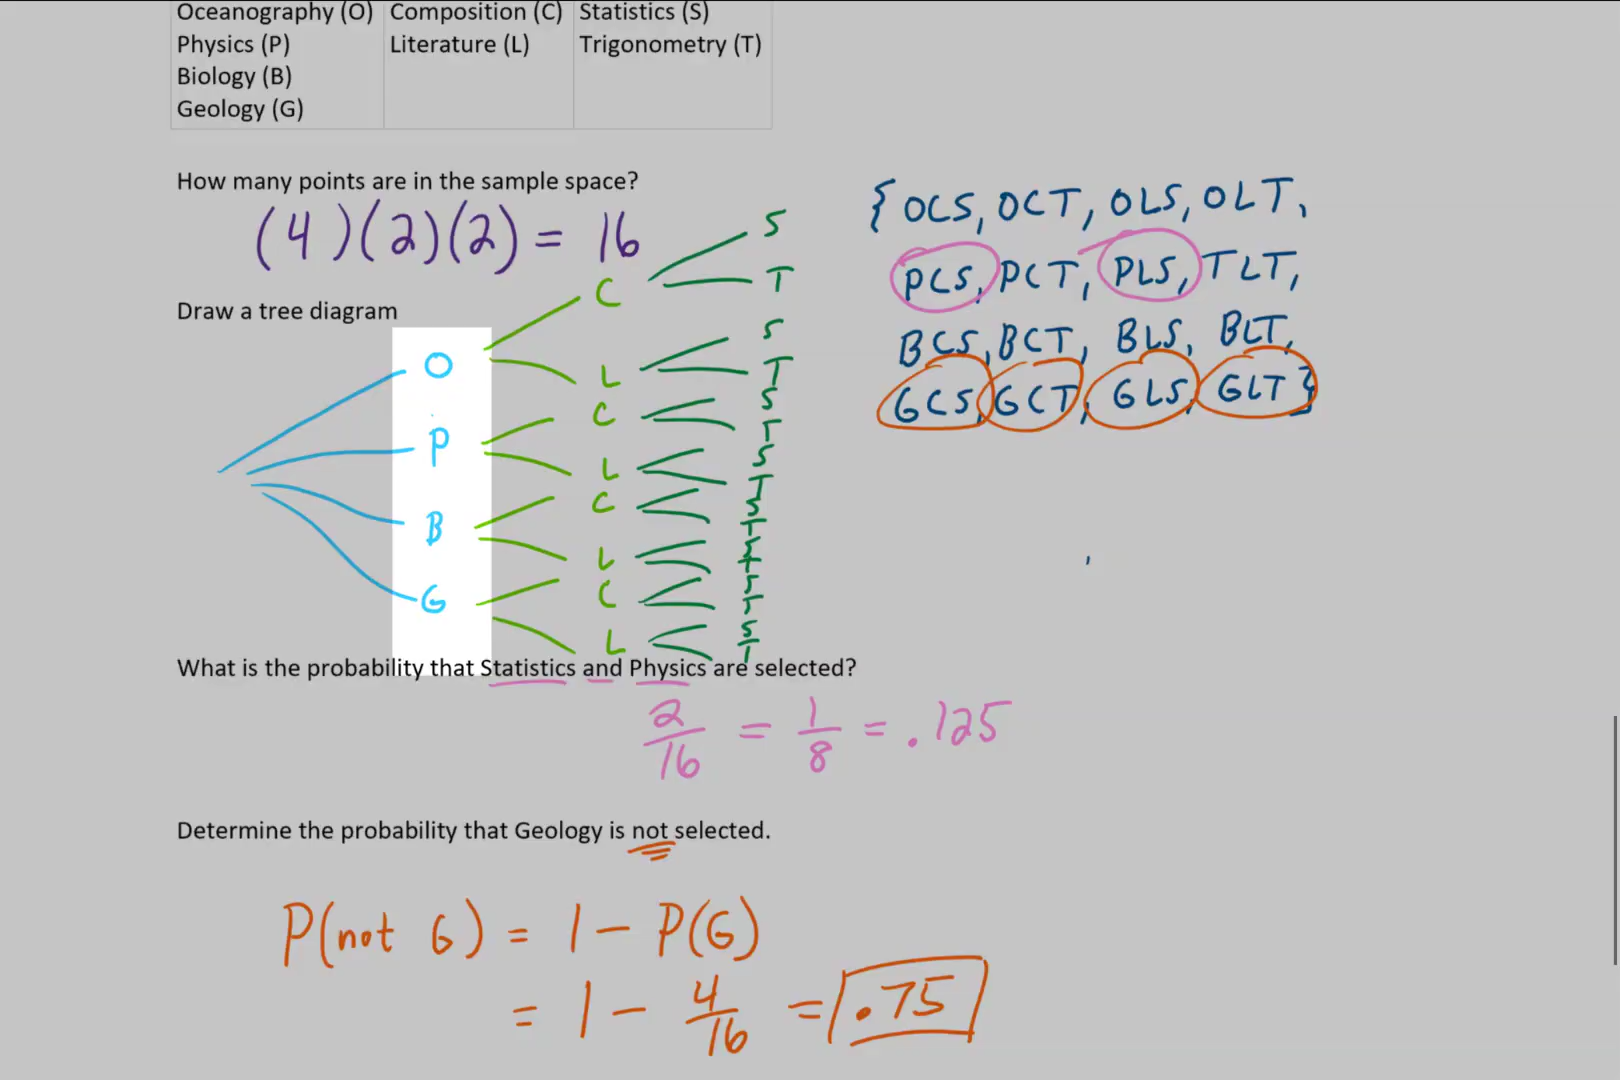 Oceanography (O) Composition (C) Statistics (S)
Physics (P) Literature (L) Trigonometry (T)
Biology (B)
Geology (G)
How many points are in the sample space?
(4)(2)(2) = 16
{OCS, OCT, OLS, OLT,
PCS, PCT, PLS, TLT,
BCS, BCT, BLS, BLT,
GCS, GCT, GLS, GLT}
Draw a tree diagram
O
P
B
G
C
L
C
L
C
L
C
L
S
T
S
T
S
T
S
T
S
T
S
T
S
T
S
T
What is the probability that Statistics and Physics are selected?
2/16 = 1/8 = .125
Determine the probability that Geology is not selected.
P(not G) = 1 - P(G)
= 1 - 4/16 = .75